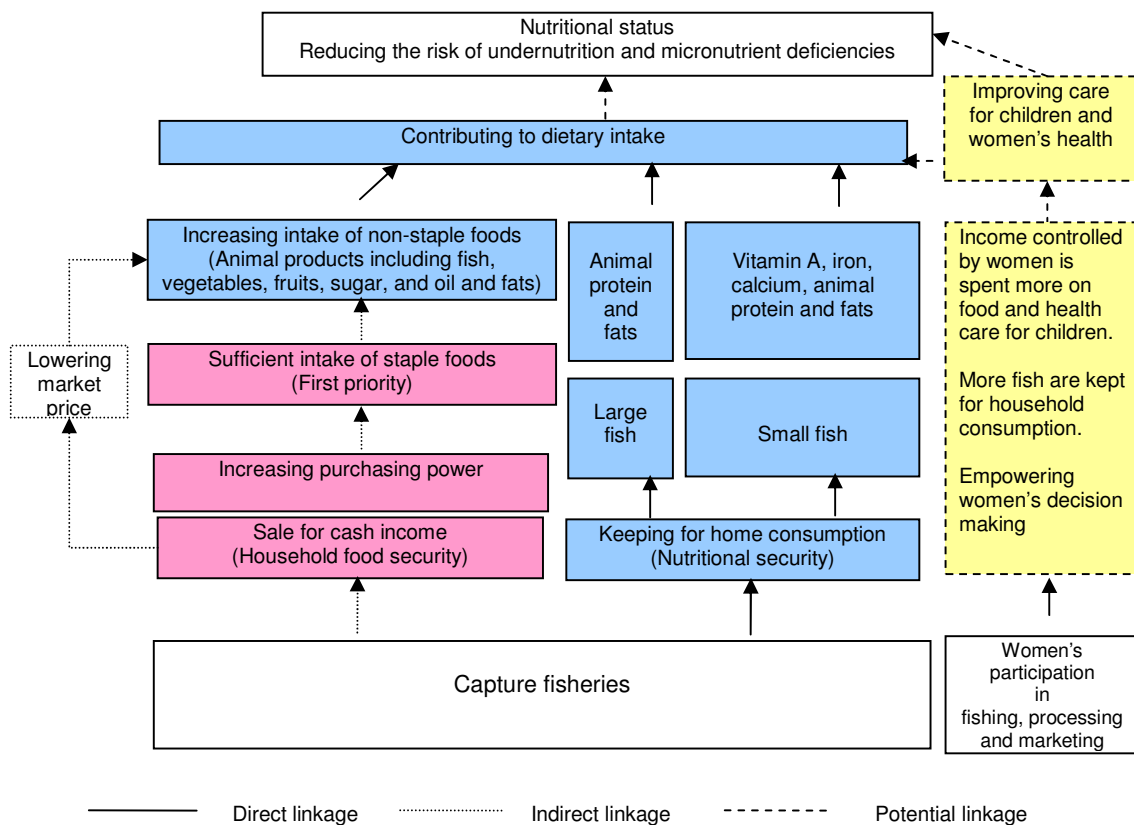 Nutritional status
Reducing the risk of undernutrition and micronutrient deficiencies
Improving care
for children and
women’s health
Contributing to dietary intake
Increasing intake of non-staple foods
(Animal products including fish,
vegetables, fruits, sugar, and oil and fats)
Animal
protein
and
fats
Vitamin A, iron,
calcium, animal
protein and fats
Income controlled
by women is
spent more on
food and health
care for children.
More fish are kept
for household
consumption.
Empowering
women’s decision
making
Lowering
market
price
Sufficient intake of staple foods
(First priority)
Large
fish
Small fish
Increasing purchasing power
Sale for cash income
(Household food security)
Keeping for home consumption
(Nutritional security)
Capture fisheries
Women’s
participation
in
fishing, processing
and marketing
Direct linkage
Indirect linkage
Potential linkage